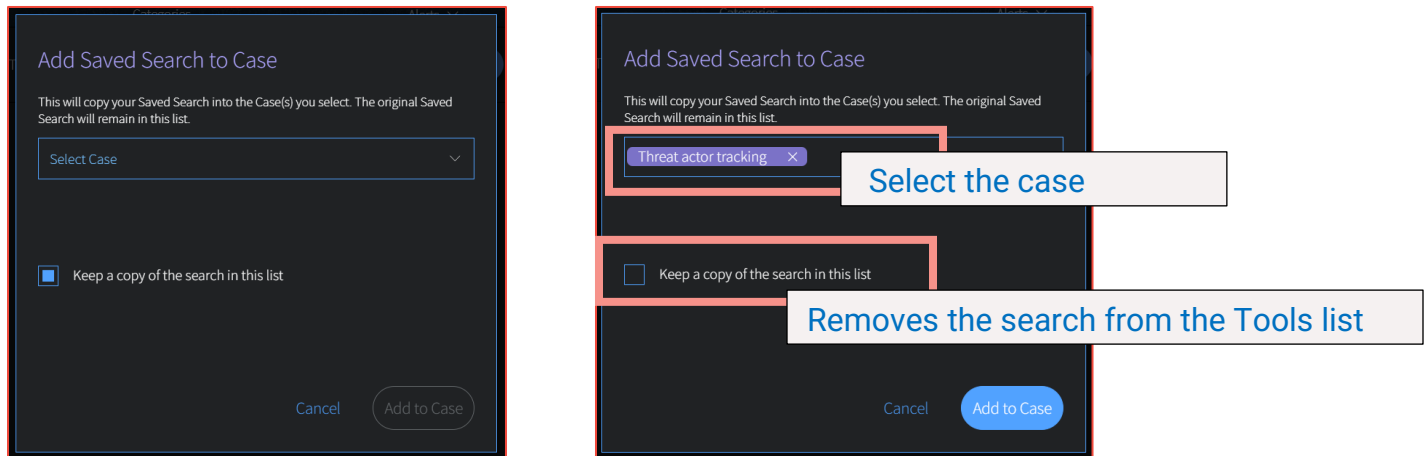 Categories
Alerts
Add Saved Search to Case
This will copy your Saved Search into the Case(s) you select. The original Saved
Search will remain in this list.
Select Case
Keep a copy of the search in this list
Cancel
Add to Case
Categories
Alerts
Add Saved Search to Case
This will copy your Saved Search into the Case(s) you select. The original Saved
Search will remain in this list.
Threat actor tracking ×
Select the case
Keep a copy of the search in this list
Removes the search from the Tools list
Cancel
Add to Case